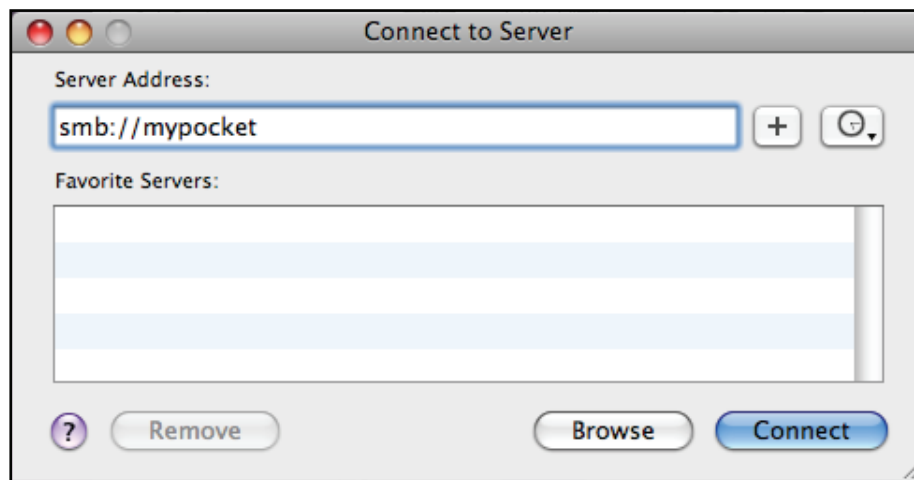 Connect to Server
Server Address:
smb://mypocket
+
Favorite Servers:
? Remove Browse Connect